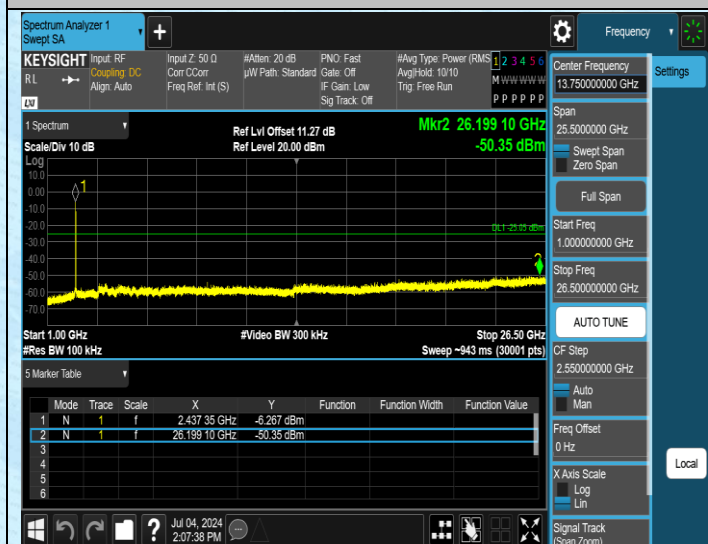 Spectrum Analyzer 1
Swept SA
+
Frequency
KEYSIGHT
RL
LXI
Input: RF
Coupling: DC
Align: Auto
Input Z: 50 Ω
Corr CCorr
Freq Ref: Int (S)
#Atten: 20 dB
µW Path: Standard
PNO: Fast
Gate: Off
IF Gain: Low
Sig Track: Off
#Avg Type: Power (RMS
Avg|Hold: 10/10
Trig: Free Run
1 2 3 4 5 6
M W W W W W
P P P P P P
Center Frequency
13.750000000 GHz
Settings
Span
25.5000000 GHz
Swept Span
Zero Span
Full Span
Start Freq
1.000000000 GHz
Stop Freq
26.500000000 GHz
AUTO TUNE
CF Step
2.550000000 GHz
Auto
Man
Freq Offset
0 Hz
X Axis Scale
Log
Lin
Signal Track
(Span Zoom)
Local
1 Spectrum
Scale/Div 10 dB
Ref Lvl Offset 11.27 dB
Ref Level 20.00 dBm
Mkr2 26.199 10 GHz
-50.35 dBm
Log
10.0
0.00
-10.0
-20.0
-30.0
-40.0
-50.0
-60.0
-70.0
1
DL1 -25.05 dBm
2
Start 1.00 GHz
#Res BW 100 kHz
#Video BW 300 kHz
Stop 26.50 GHz
Sweep ~943 ms (30001 pts)
5 Marker Table
Mode Trace Scale X Y Function Function Width Function Value
1 N 1 f 2.437 35 GHz -6.267 dBm
2 N 1 f 26.199 10 GHz -50.35 dBm
3
4
5
6
?
Jul 04, 2024
2:07:38 PM